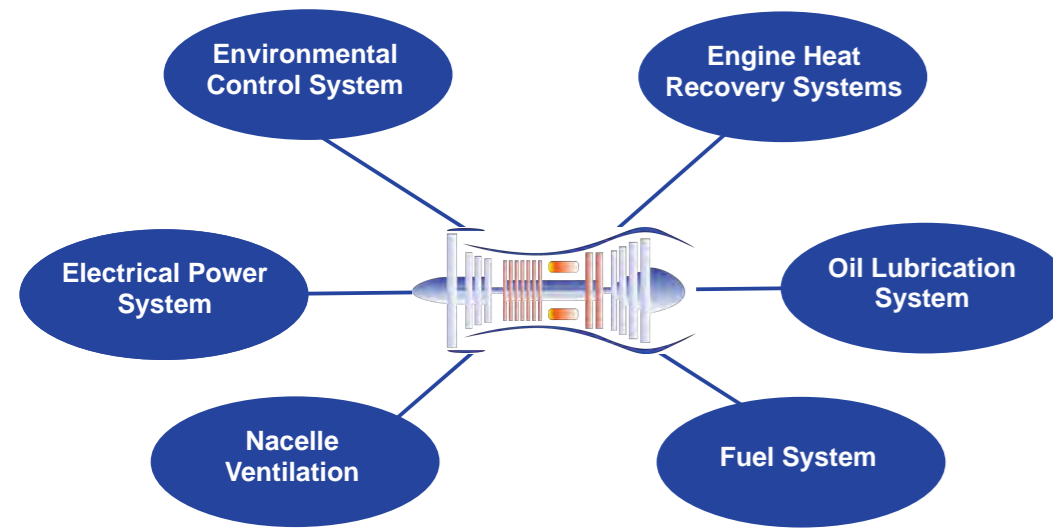 Environmental
Control System
Engine Heat
Recovery Systems
Electrical Power
System
Oil Lubrication
System
Nacelle
Ventilation
Fuel System